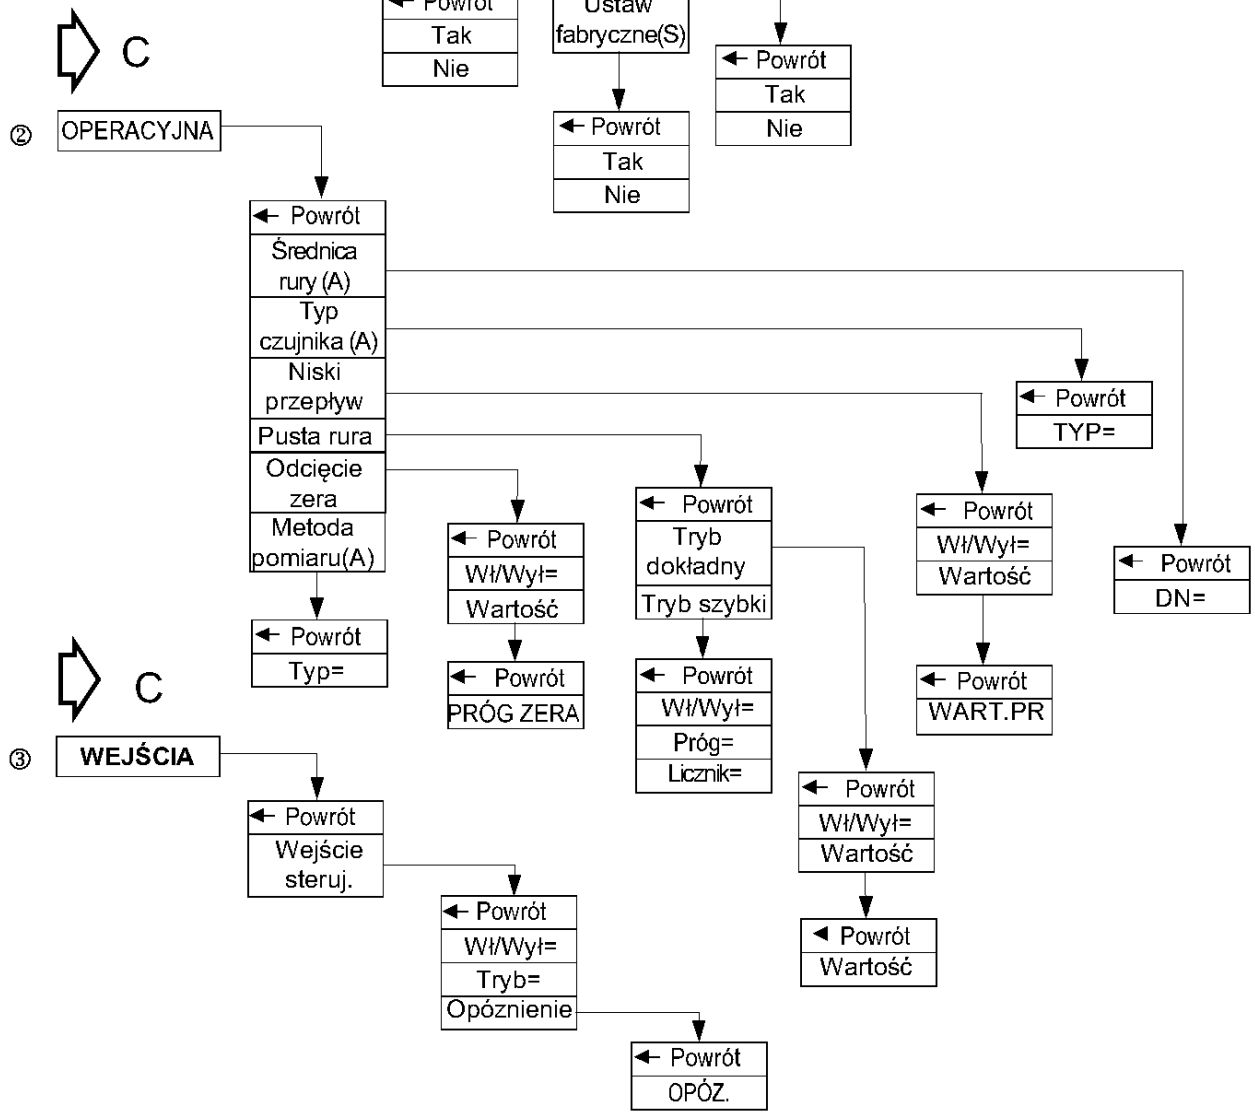 ← Powrót
Tak
Nie
Ustaw
fabryczne(S)
← Powrót
Tak
Nie
← Powrót
Tak
Nie
C
② OPERACYJNA
← Powrót
Średnica
rury (A)
Typ
czujnika (A)
Niski
przepływ
Pusta rura
Odcięcie
zera
Metoda
pomiaru(A)
← Powrót
Typ=
← Powrót
Wł/Wył=
Wartość
← Powrót
PRÓG ZERA
← Powrót
Tryb
dokładny
Tryb szybki
← Powrót
Wł/Wył=
Próg=
Licznik=
← Powrót
Wł/Wył=
Wartość
◄ Powrót
Wartość
← Powrót
Wł/Wył=
Wartość
← Powrót
WART.PR
← Powrót
TYP=
← Powrót
DN=
C
③ WEJŚCIA
← Powrót
Wejście
steruj.
← Powrót
Wł/Wył=
Tryb=
Opóznienie
← Powrót
OPÓZ.